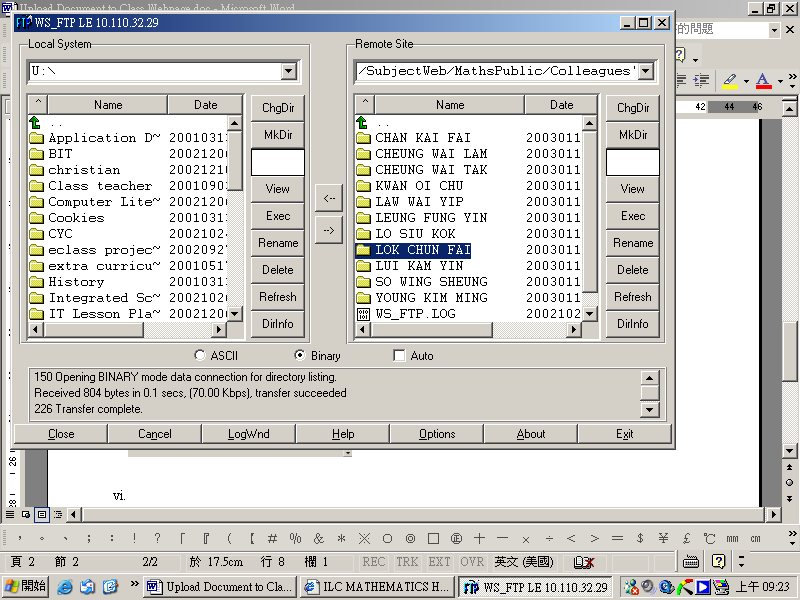 Upload Document to Class Webpage.doc - Microsoft Word
WS_FTP LE 10.110.32.29
的問題
Local System
Remote Site
U:\
/SubjectWeb/MathsPublic/Colleagues'
^ Name Date
^ Name Date
ChgDir
MkDir
View
Exec
Rename
Delete
Refresh
DirInfo
ChgDir
MkDir
View
Exec
Rename
Delete
Refresh
DirInfo
..
Application D~ 2001031
BIT 2002120
christian 2002121
Class teacher 2001090
Computer Lite~ 2002120
Cookies 2001031
CYC 2002102
eclass projec~ 2002092
extra curricu~ 2001051
History 2001031
Integrated Sc~ 2002102
IT Lesson Pla~ 2002120
..
CHAN KAI FAI 2003011
CHEUNG WAI LAM 2003011
CHEUNG WAI TAK 2003011
KWAN OI CHU 2003011
LAW WAI YIP 2003011
LEUNG FUNG YIN 2003011
LO SIU KOK 2003011
LOK CHUN FAI 2003011
LUI KAM YIN 2003011
SO WING SHEUNG 2003011
YOUNG KIM MING 2003011
WS_FTP.LOG 2002102
<--
-->
42 44 46
ASCII Binary Auto
150 Opening BINARY mode data connection for directory listing.
Received 804 bytes in 0.1 secs, (70.00 Kbps), transfer succeeded
226 Transfer complete.
Close Cancel LogWnd Help Options About Exit
26
28
vi.
， 。 、 ； ： ！ ？ 「 『 （ 【 # % & * ※ ○ ◎ □ ㊣ ＋ － × ÷ ＜ ＞ ＝ $ ¥ £ ℃ mm cm
頁 2 節 2 2/2 於 17.5cm 行 8 欄 1 REC TRK EXT OVR 英文 (美國)
開始 Upload Document to Cla... ILC MATHEMATICS H... WS_FTP LE 10.110.32.29 上午 09:23